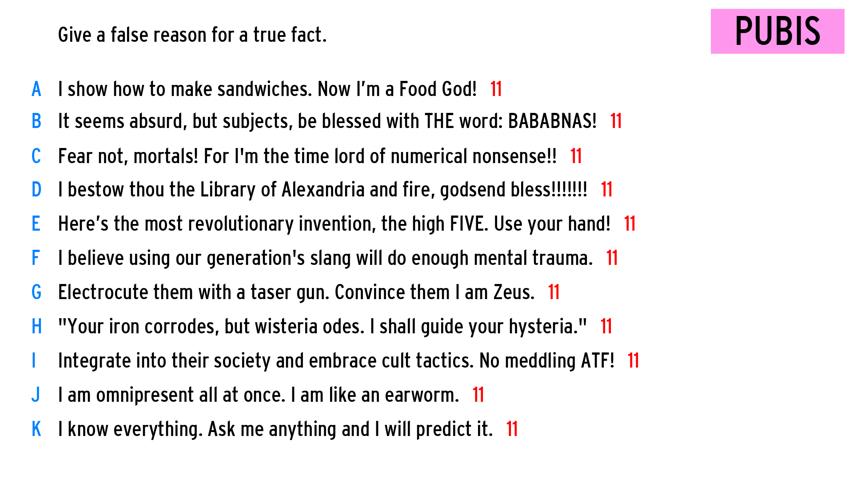 Give a false reason for a true fact.
PUBIS
A I show how to make sandwiches. Now I'm a Food God! 11
B It seems absurd, but subjects, be blessed with THE word: BABABNAS! 11
C Fear not, mortals! For I'm the time lord of numerical nonsense!! 11
D I bestow thou the Library of Alexandria and fire, godsend bless!!!!!!! 11
E Here's the most revolutionary invention, the high FIVE. Use your hand! 11
F I believe using our generation's slang will do enough mental trauma. 11
G Electrocute them with a taser gun. Convince them I am Zeus. 11
H "Your iron corrodes, but wisteria odes. I shall guide your hysteria." 11
I Integrate into their society and embrace cult tactics. No meddling ATF! 11
J I am omnipresent all at once. I am like an earworm. 11
K I know everything. Ask me anything and I will predict it. 11